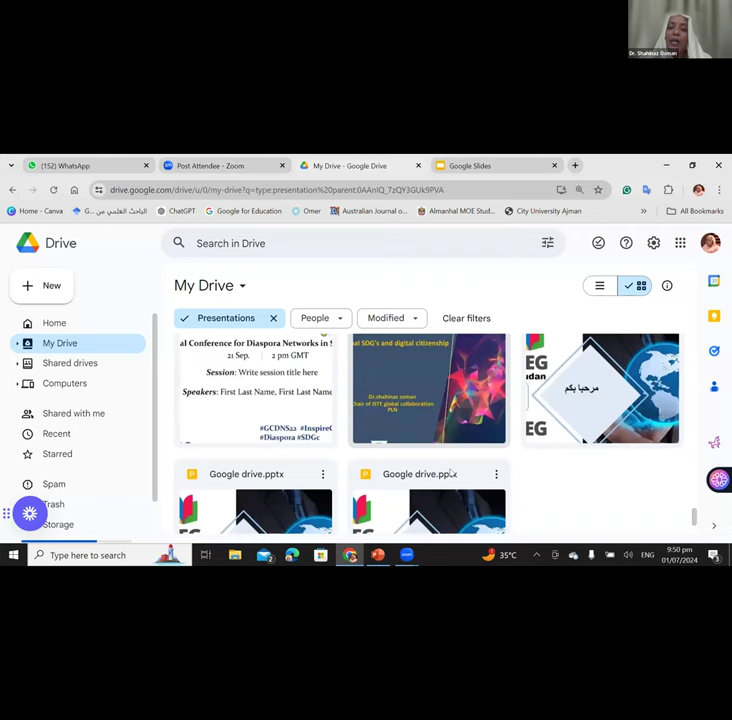 Dr. Shahinaz Osman
(152) WhatsApp
Post Attendee - Zoom
My Drive - Google Drive
Google Slides
drive.google.com/drive/u/0/my-drive?q=type:presentation%20parent:0AAnIQ_7zQY3GUk9PVA
Home - Canva
G...
الباحث العلمي من
ChatGPT
Google for Education
Omer
Australian Journal o...
Almanhal MOE Stud...
City University Ajman
»
All Bookmarks
Drive
Search in Drive
New
My Drive
Home
Presentations
People
Modified
Clear filters
My Drive
Shared drives
Computers
Shared with me
Recent
Starred
Spam
Trash
Storage
al Conference for Diaspora Networks in S
21 Sep. | 2 pm GMT
Session: Write session title here
Speakers: First Last Name, First Last Name
#GCDNS22 #InspireG
#Diaspora #SDGs
al SDG's and digital citizenship
Dr.shahinaz osman
Chair of ISTE global collaboration
PLN
EG
udan
مرحبا بكم
EG
Google drive.pptx
Google drive.pptx
EG
EG
Type here to search
35°C
ENG
9:50 pm
01/07/2024